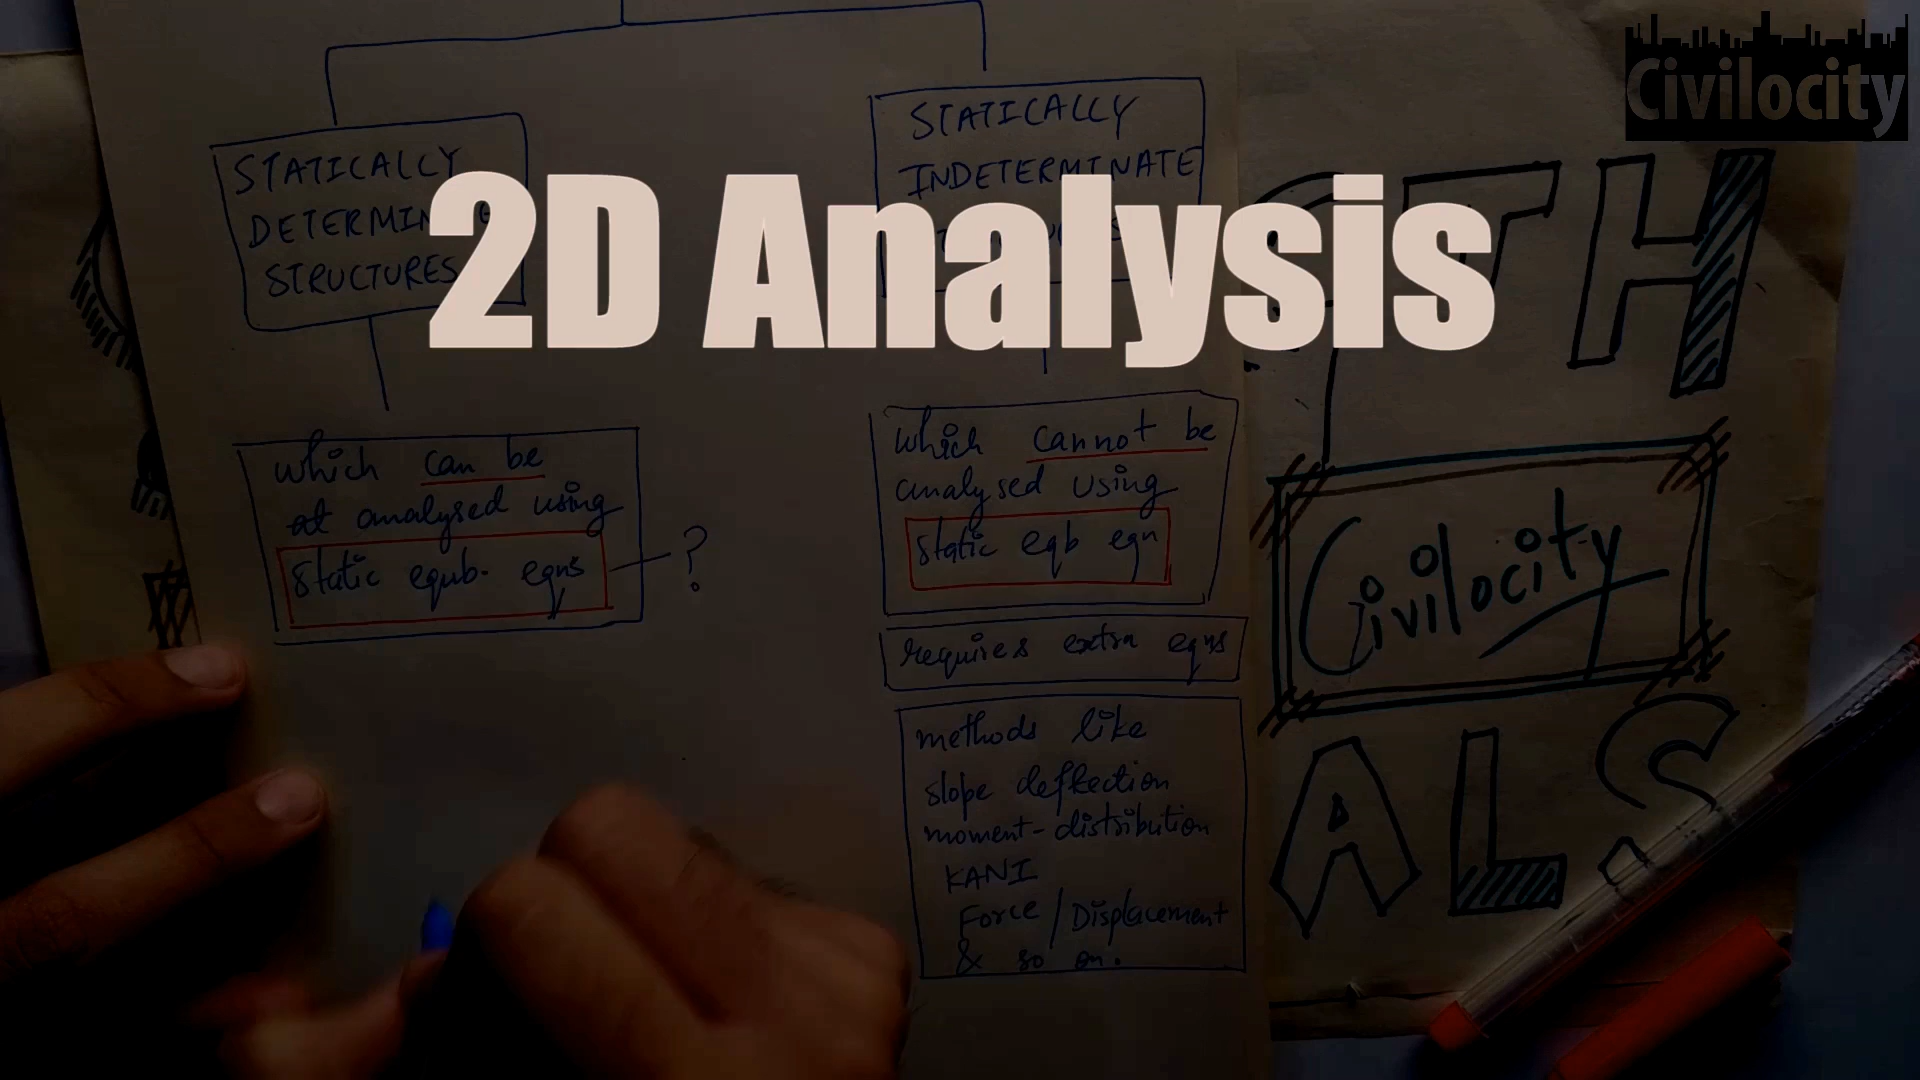 Civilocity
2D Analysis
STATICALLY
STRUCTURES
which can be
analysed using
static equb. eqns
?
STATICALLY
INDETERMINATE
which cannot be
analysed using
static eqb eqn
requires extra eqns
methods like
slope deflection
moment-distribution
KANI
Force / Displacement
& so on.
TH
Civilocity
ALS